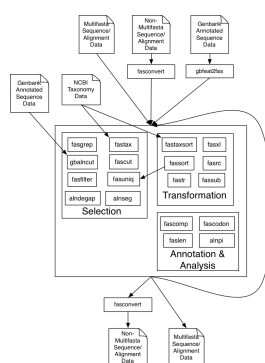 Multifasta
Sequence/
Alignment
Data
Non-
Multifasta
Sequence/
Alignment
Data
Genbank
Annotated
Sequence
Data
Genbank
Annotated
Sequence
Data
NCBI
Taxonomy
Data
fasconvert
gbfeat2fas
fasgrep
fastax
gbalncut
fascut
fasfilter
fasuniq
alndegap
alnseg
Selection
fastaxsort
fasxl
fassort
fasrc
fastr
fassub
Transformation
fascomp
fascodon
faslen
alnpi
Annotation &
Analysis
fasconvert
Non-
Multifasta
Sequence/
Alignment
Data
Multifasta
Sequence/
Alignment
Data